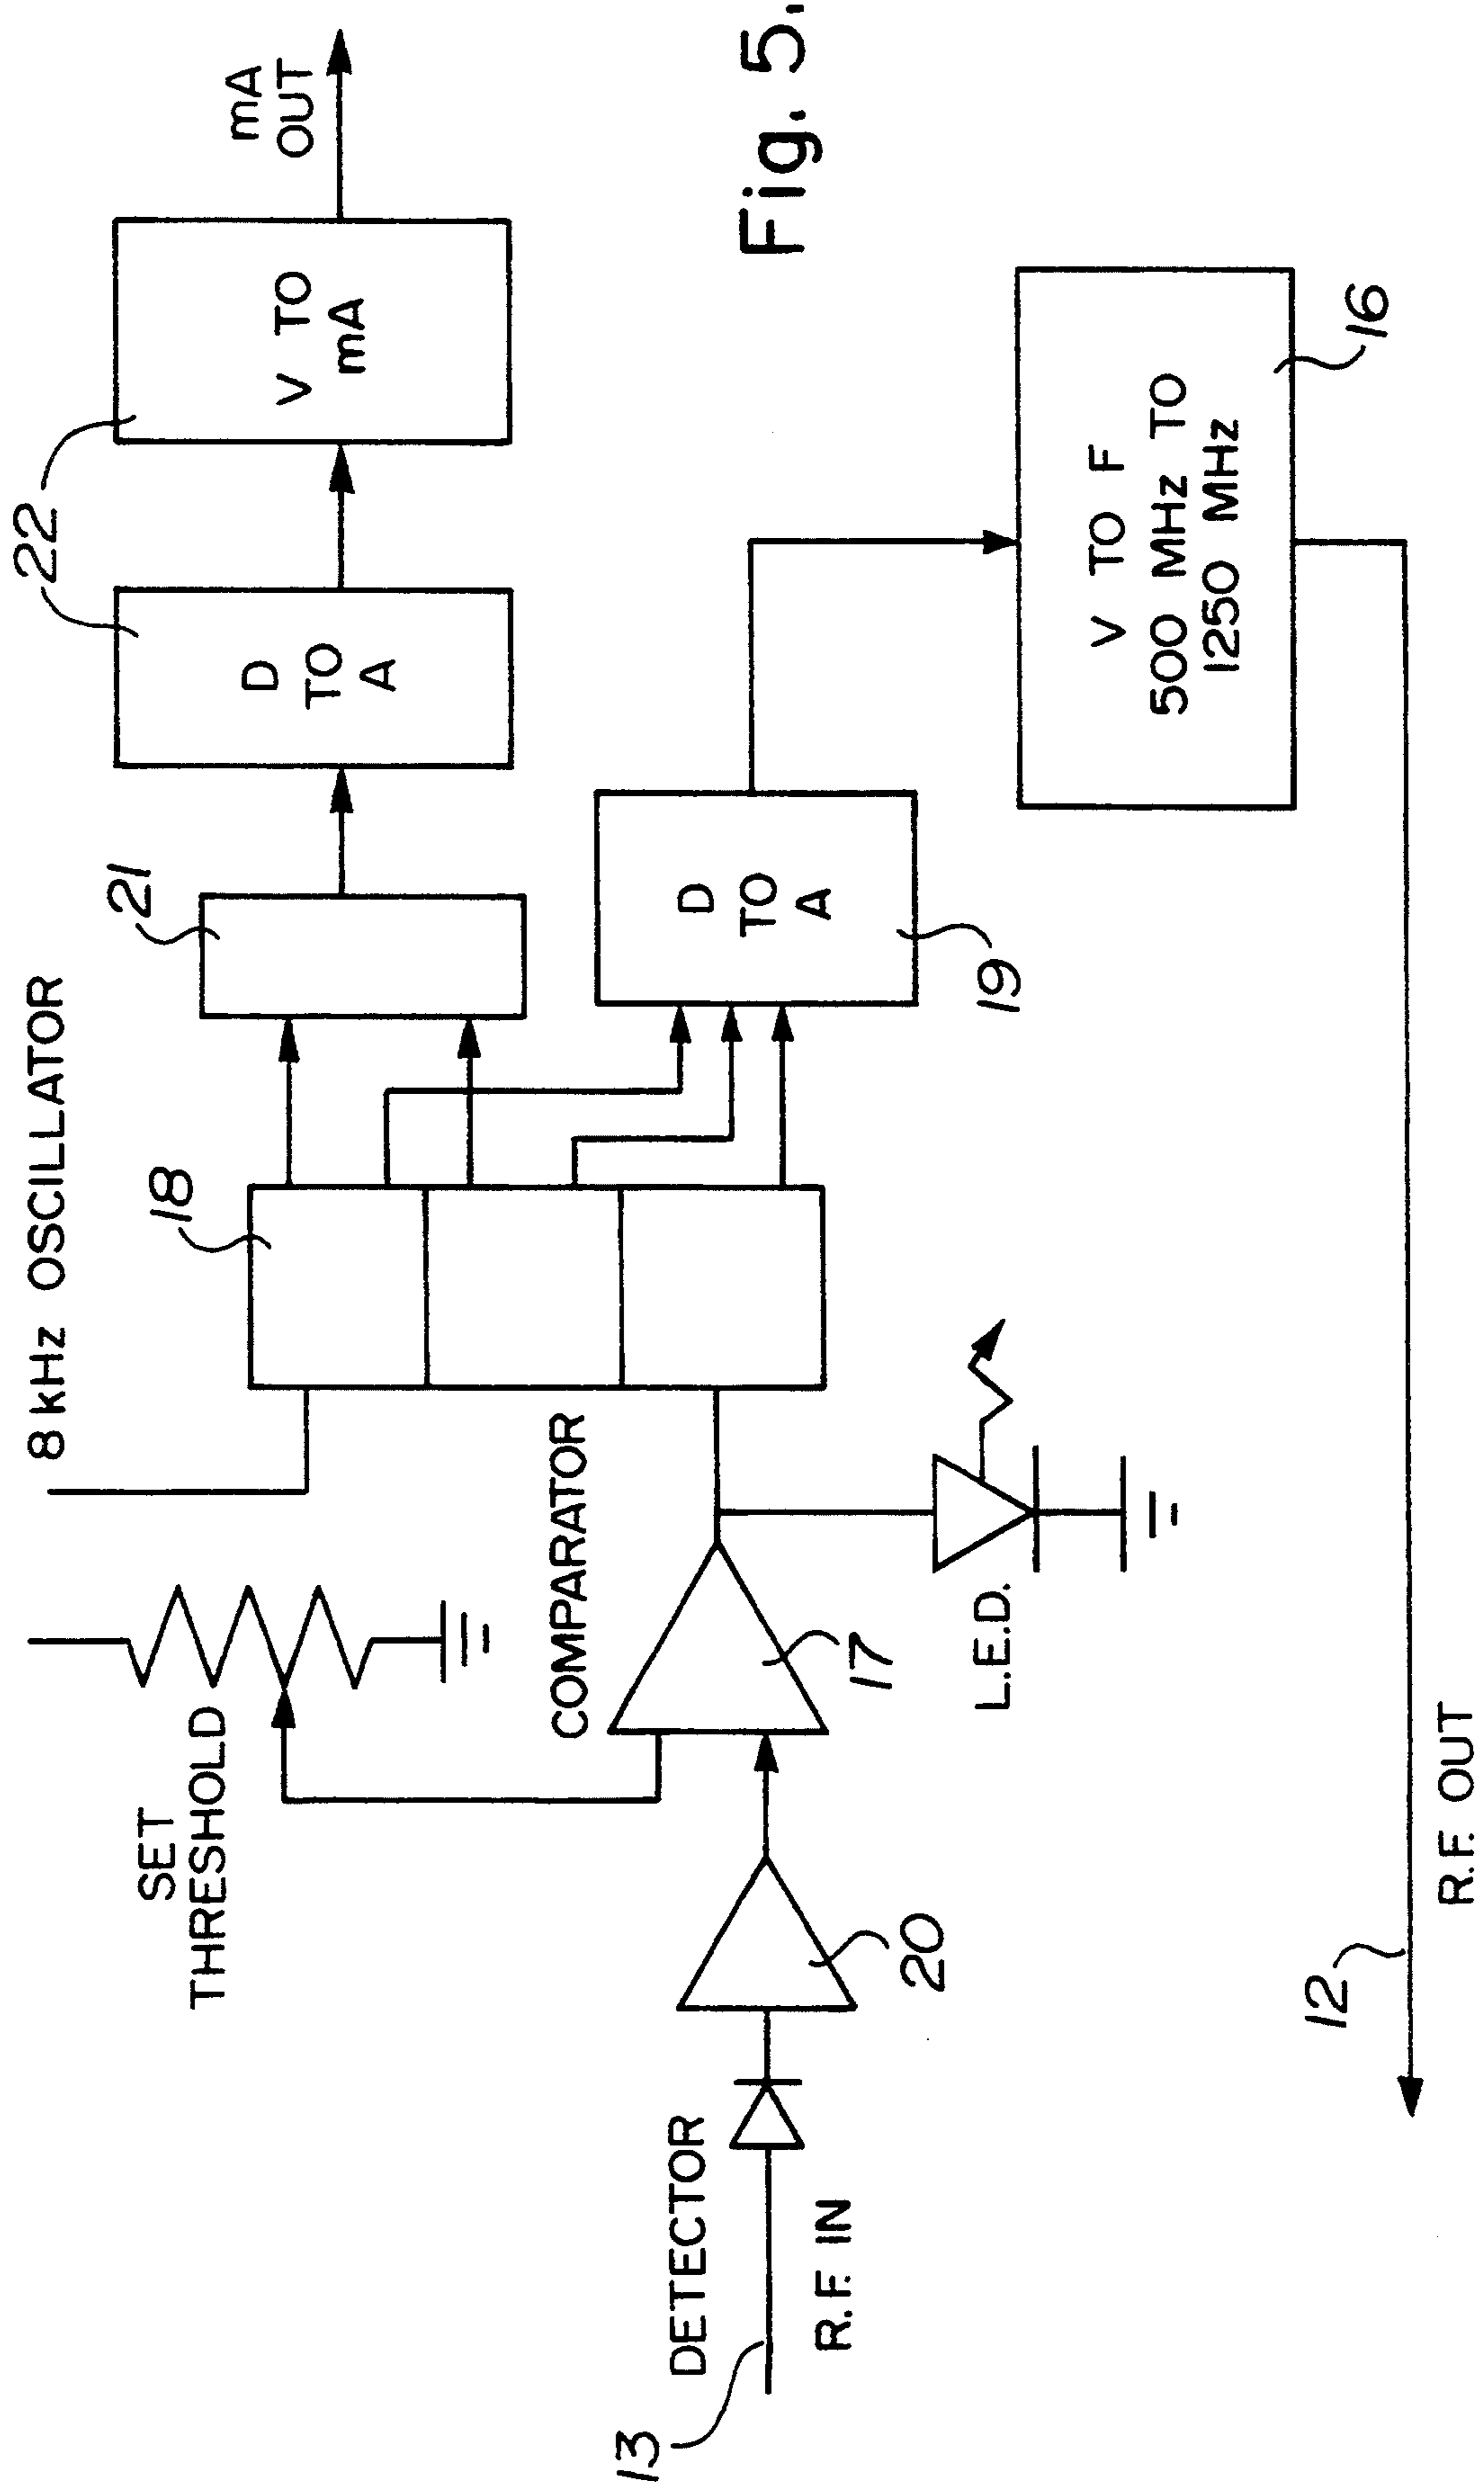 8 kHz OSCILLATOR
SET
THRESHOLD
18
21
22
D
TO
A
V TO
mA
mA
OUT
COMPARATOR
17
20
DETECTOR
13
R.F. IN
L.E.D.
D
TO
A
19
V TO F
500 MHz TO
1250 MHz
16
12
R.F. OUT
Fig. 5.